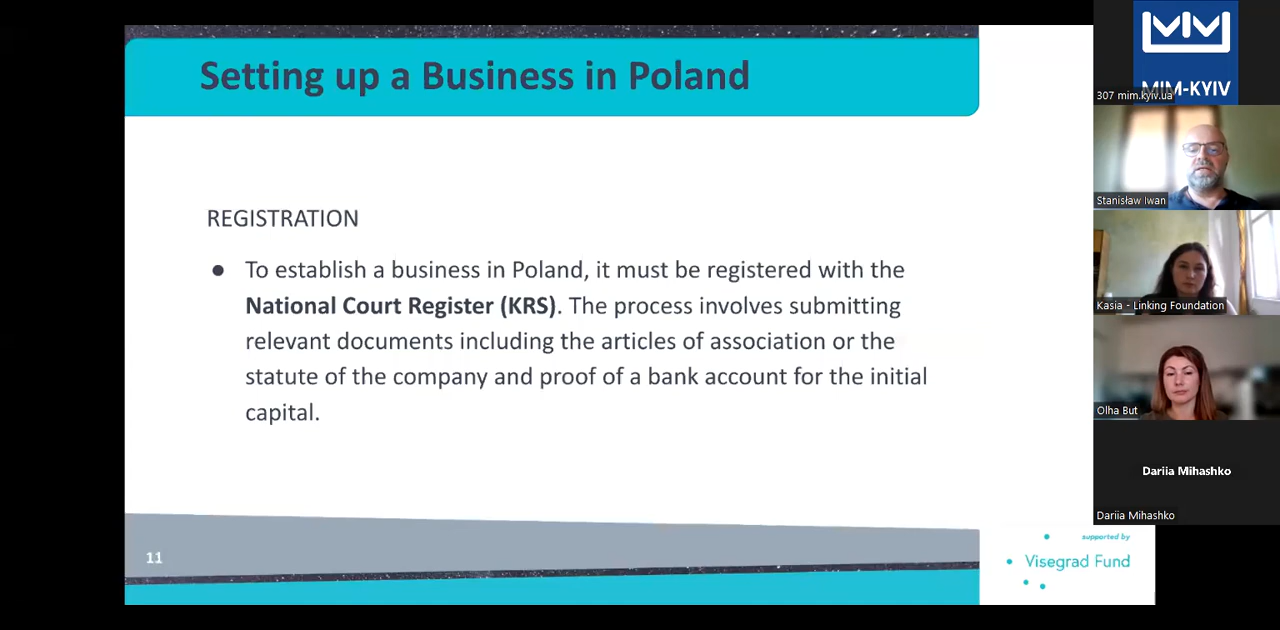 Setting up a Business in Poland
REGISTRATION
● To establish a business in Poland, it must be registered with the
National Court Register (KRS). The process involves submitting
relevant documents including the articles of association or the
statute of the company and proof of a bank account for the initial
capital.
11
supported by
Visegrad Fund
MIM-KYIV
307 mim.kyiv.ua
Stanisław Iwan
Kasia - Linking Foundation
Olha But
Dariia Mihashko
Dariia Mihashko